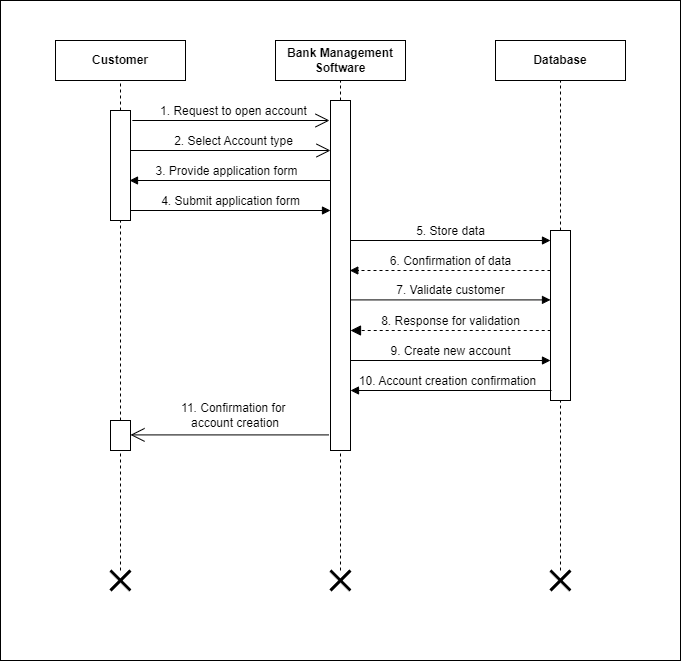 Customer
Bank Management
Software
Database
1. Request to open account
2. Select Account type
3. Provide application form
4. Submit application form
5. Store data
6. Confirmation of data
7. Validate customer
8. Response for validation
9. Create new account
10. Account creation confirmation
11. Confirmation for
account creation